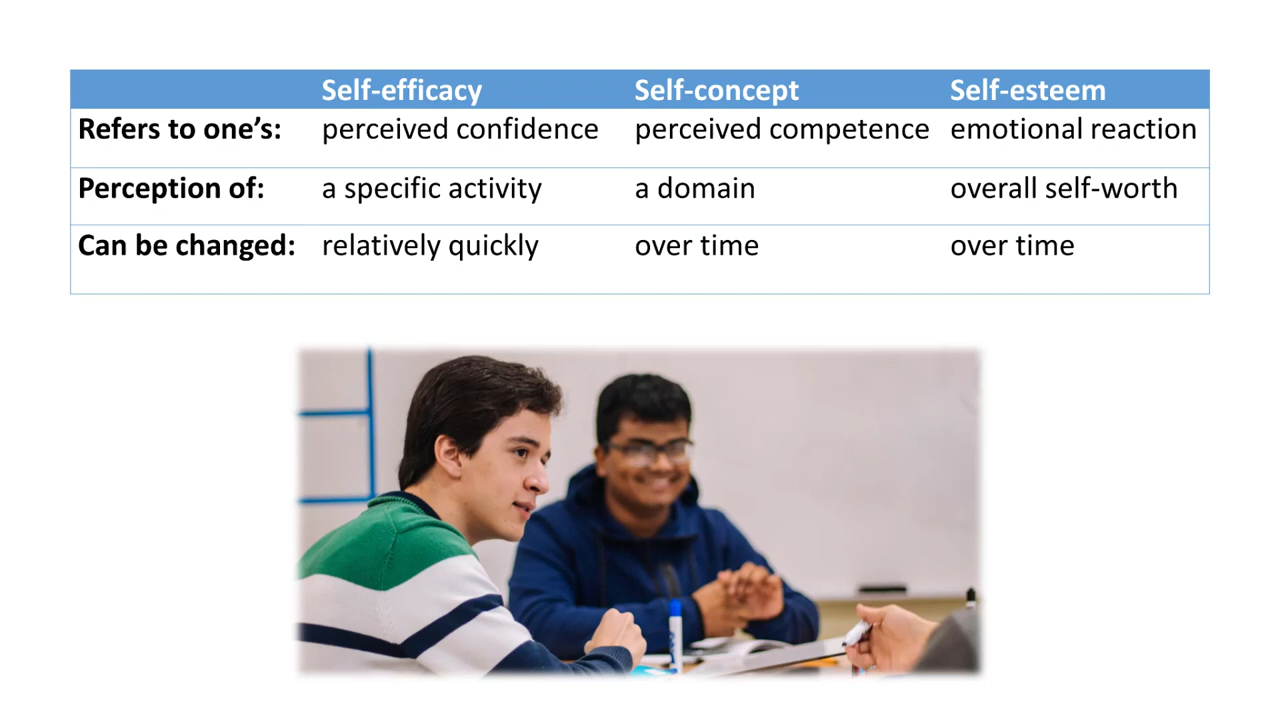 Self-efficacy Self-concept Self-esteem
Refers to one’s: perceived confidence perceived competence emotional reaction
Perception of: a specific activity a domain overall self-worth
Can be changed: relatively quickly over time over time